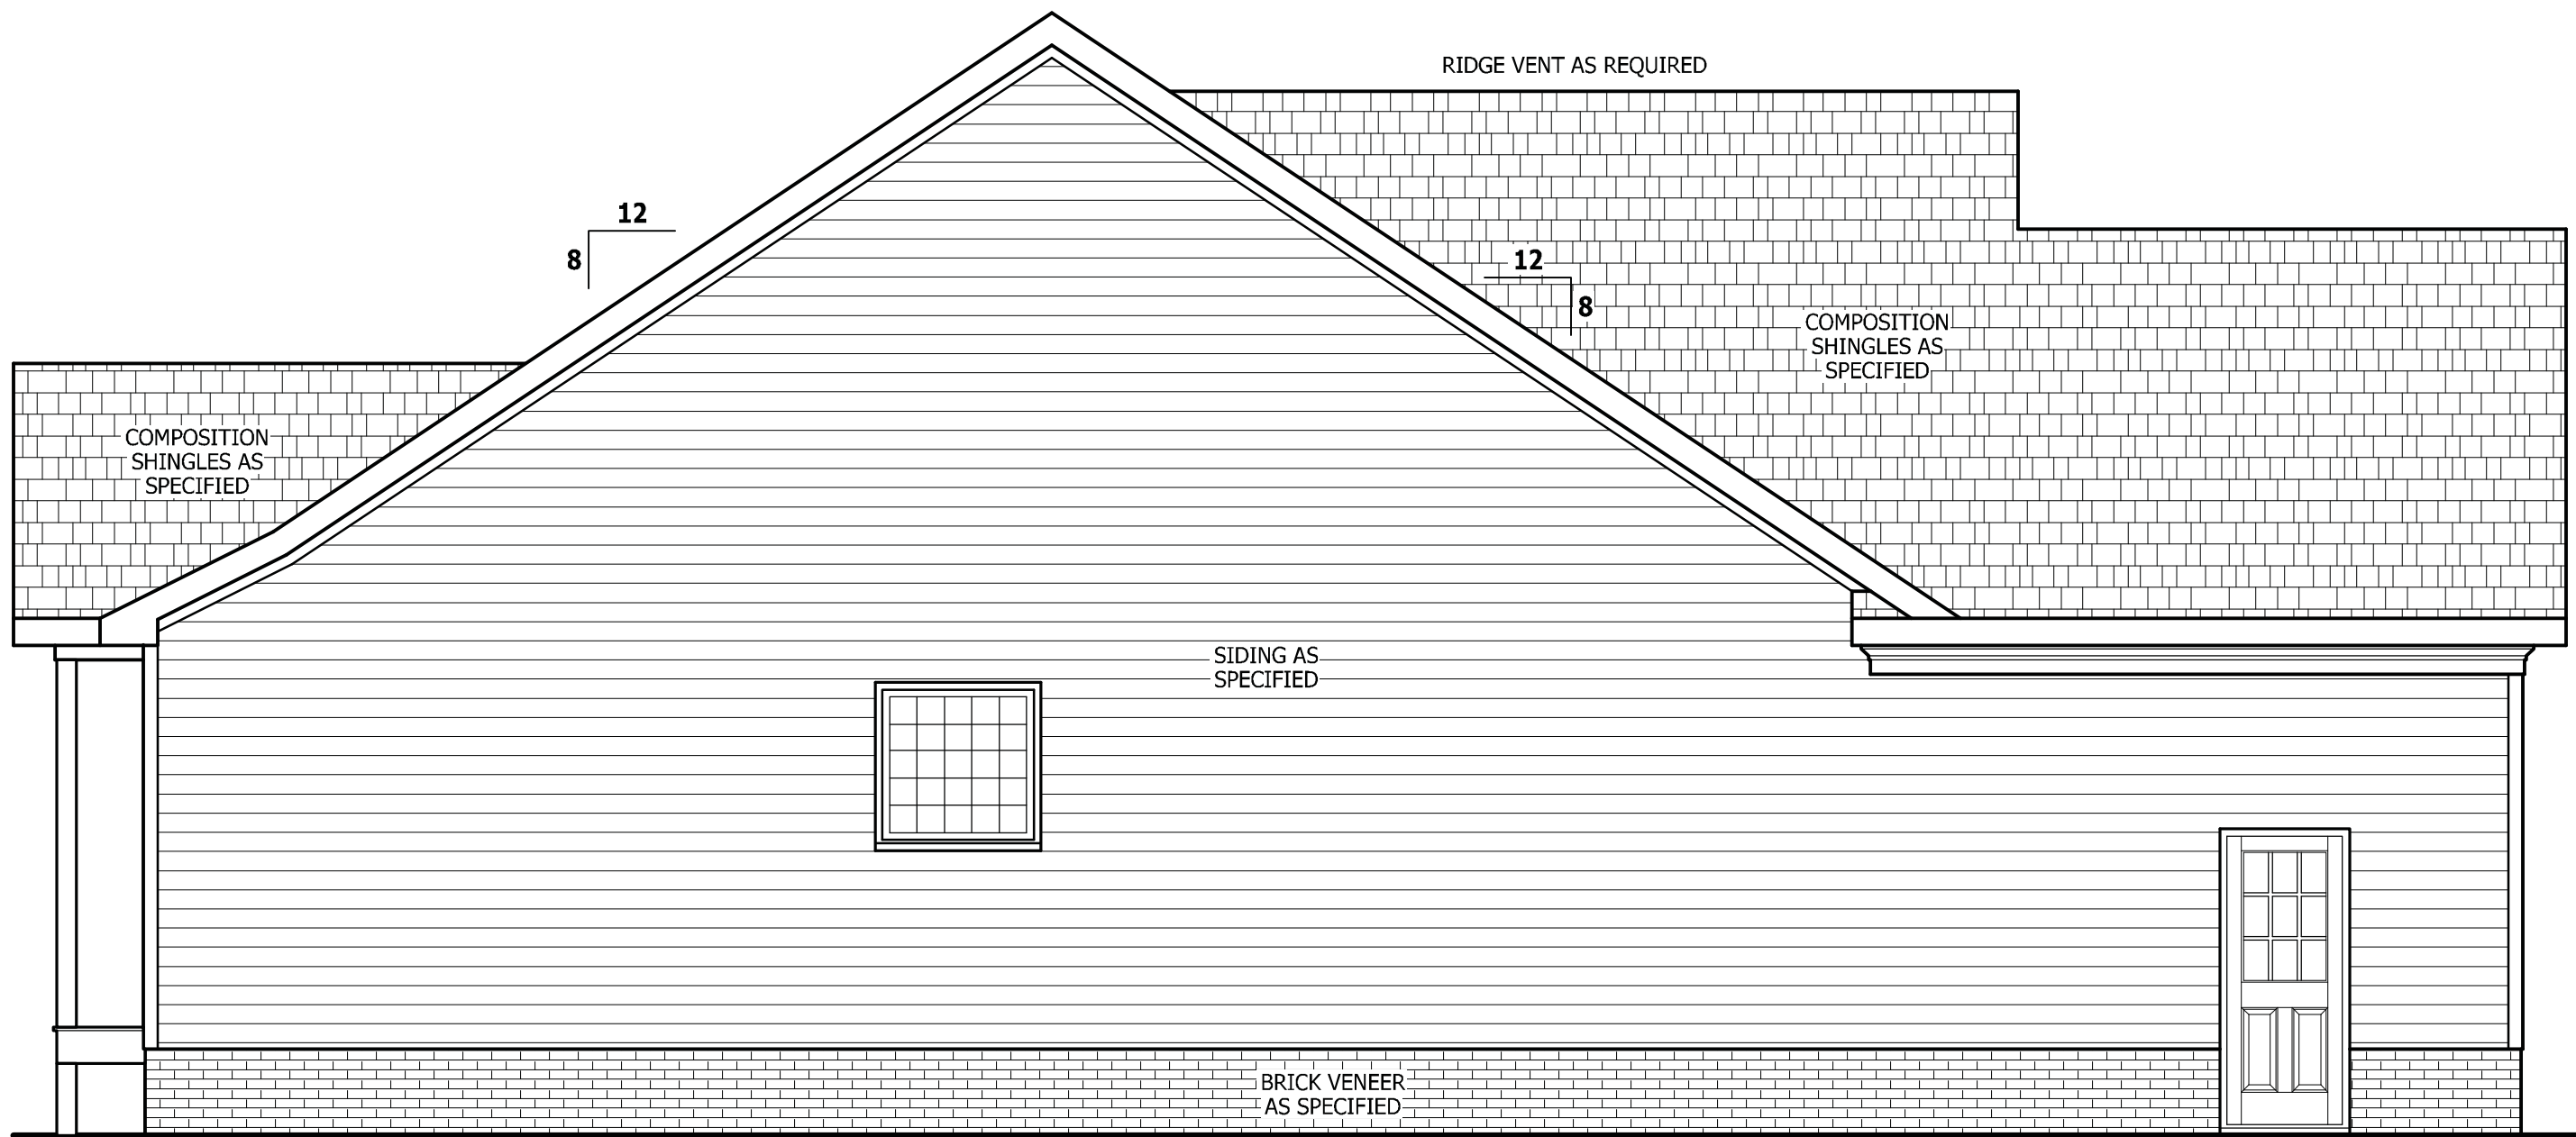 RIDGE VENT AS REQUIRED
12
8
12
8
COMPOSITION
SHINGLES AS
SPECIFIED
COMPOSITION
SHINGLES AS
SPECIFIED
SIDING AS
SPECIFIED
BRICK VENEER
AS SPECIFIED